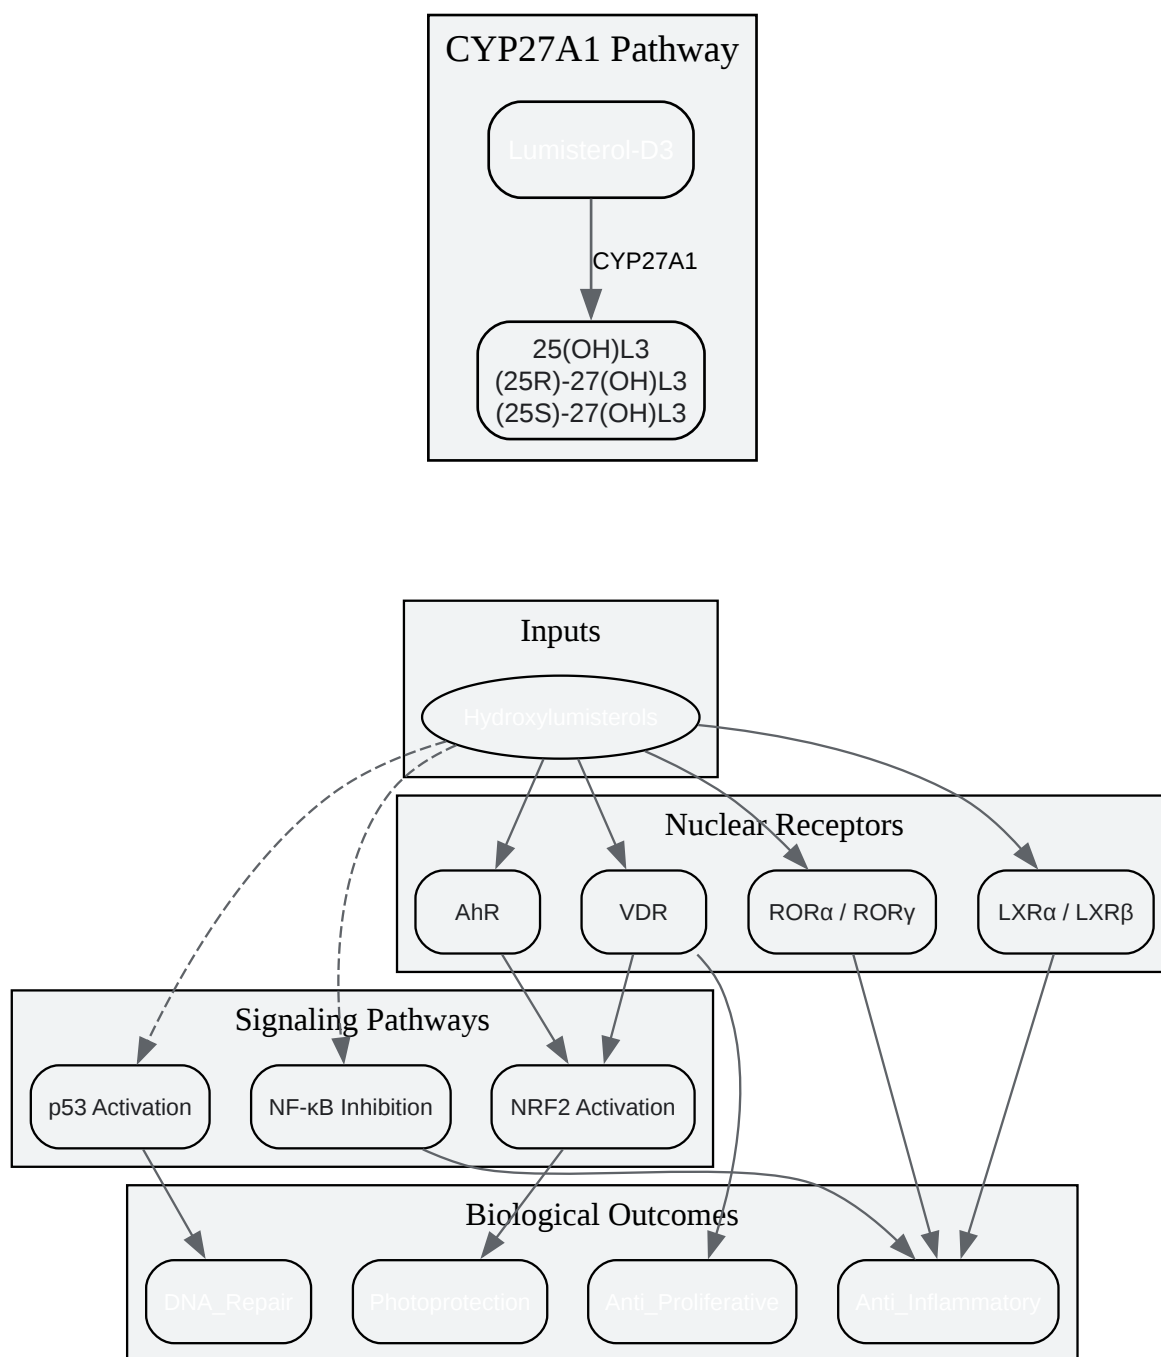 CYP27A1 Pathway
Lumisterol-D3
CYP27A1
25(OH)L3
(25R)-27(OH)L3
(25S)-27(OH)L3
Inputs
Hydroxylumisterols
Nuclear Receptors
AhR
VDR
RORα / RORγ
LXRα / LXRβ
Signaling Pathways
p53 Activation
NF-κB Inhibition
NRF2 Activation
Biological Outcomes
DNA_Repair
Photoprotection
Anti_Proliferative
Anti_Inflammatory